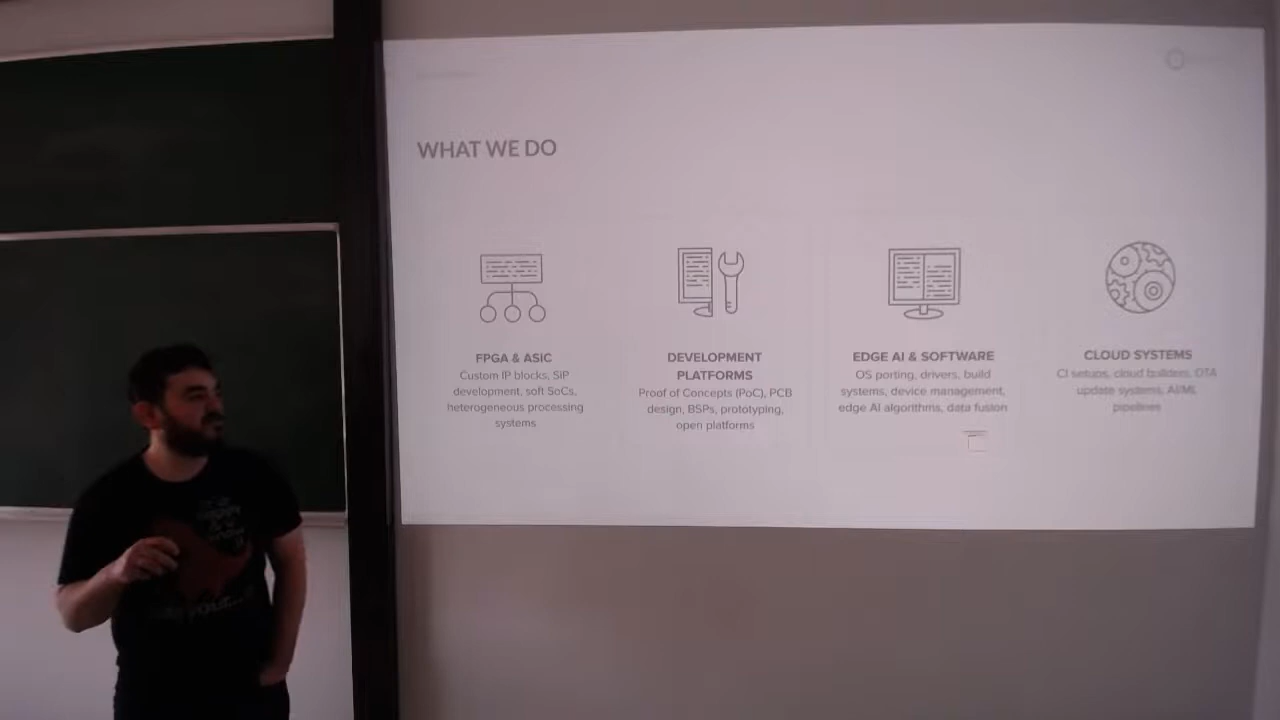 WHAT WE DO
FPGA & ASIC
Custom IP blocks, SiP
development, soft SoCs,
heterogeneous processing
systems
DEVELOPMENT
PLATFORMS
Proof of Concepts (PoC), PCB
design, BSPs, prototyping,
open platforms
EDGE AI & SOFTWARE
OS porting, drivers, build
systems, device management,
edge AI algorithms, data fusion
CLOUD SYSTEMS
CI setups, cloud builders, OTA
update systems, AI/ML
pipelines